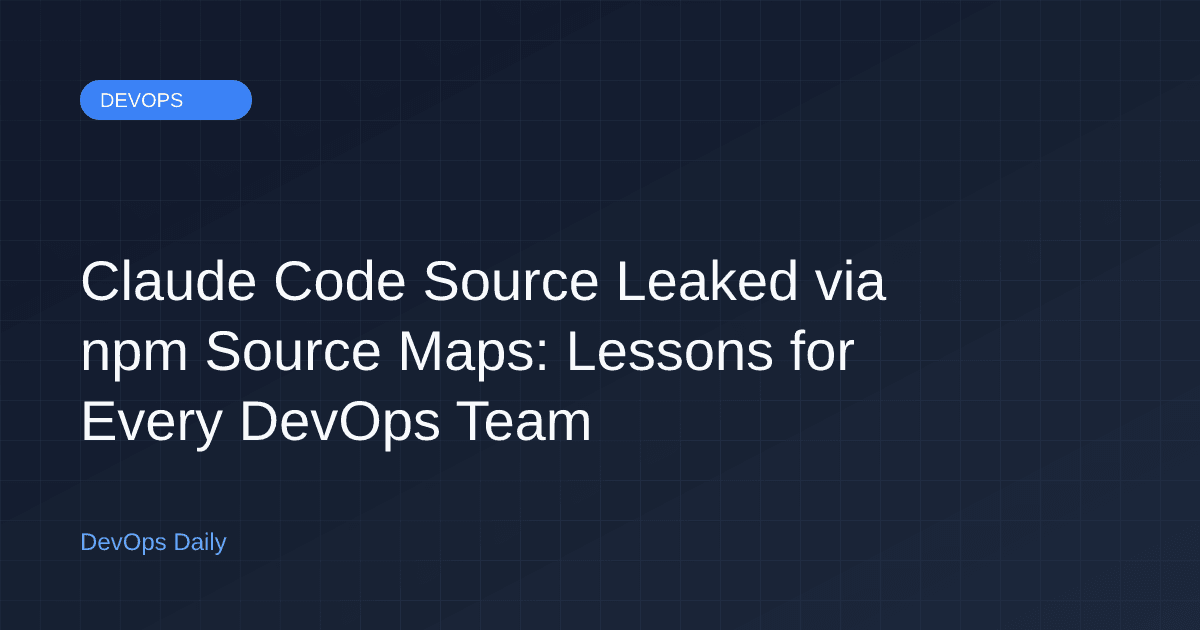 DEVOPS
Claude Code Source Leaked via
npm Source Maps: Lessons for
Every DevOps Team
DevOps Daily